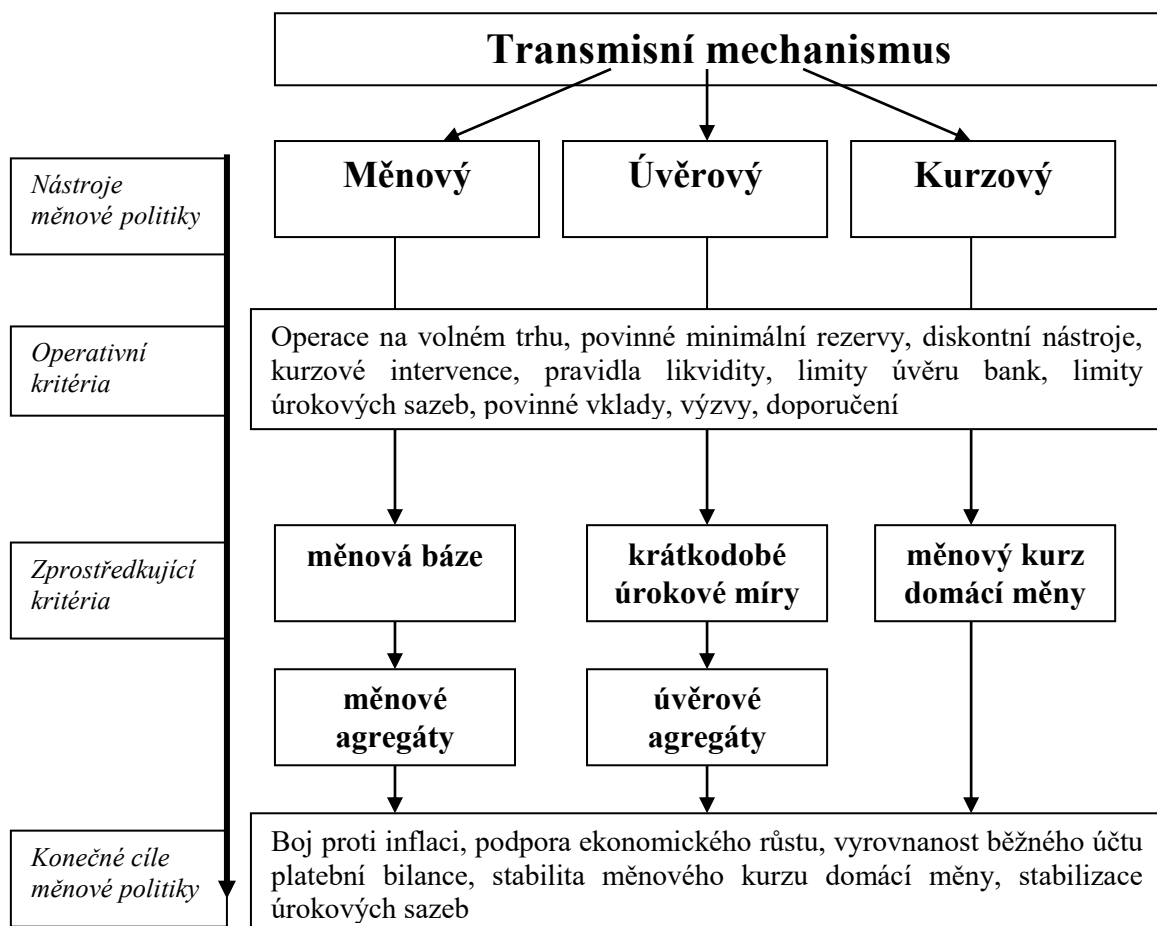 Transmisní mechanismus
Nástroje
měnové politiky
Měnový
Úvěrový
Kurzový
Operativní
kritéria
Operace na volném trhu, povinné minimální rezervy, diskontní nástroje,
kurzové intervence, pravidla likvidity, limity úvěru bank, limity
úrokových sazeb, povinné vklady, výzvy, doporučení
Zprostředkující
kritéria
měnová báze
krátkodobé
úrokové míry
měnový kurz
domácí měny
měnové
agregáty
úvěrové
agregáty
Konečné cíle
měnové politiky
Boj proti inflaci, podpora ekonomického růstu, vyrovnanost běžného účtu
platební bilance, stabilita měnového kurzu domácí měny, stabilizace
úrokových sazeb